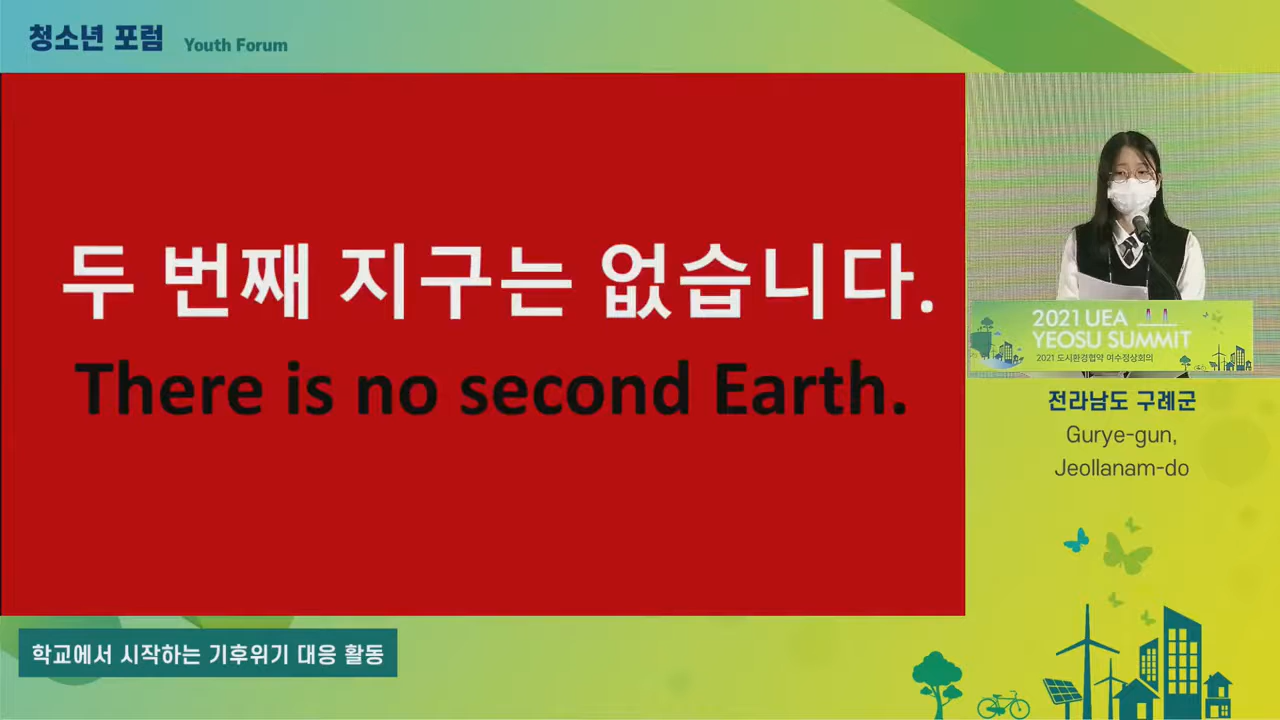 청소년 포럼 Youth Forum
두 번째 지구는 없습니다.
There is no second Earth.
2021 UEA
YEOSU SUMMIT
2021 도시환경협약 여수정상회의
전라남도 구례군
Gurye-gun,
Jeollanam-do
학교에서 시작하는 기후위기 대응 활동